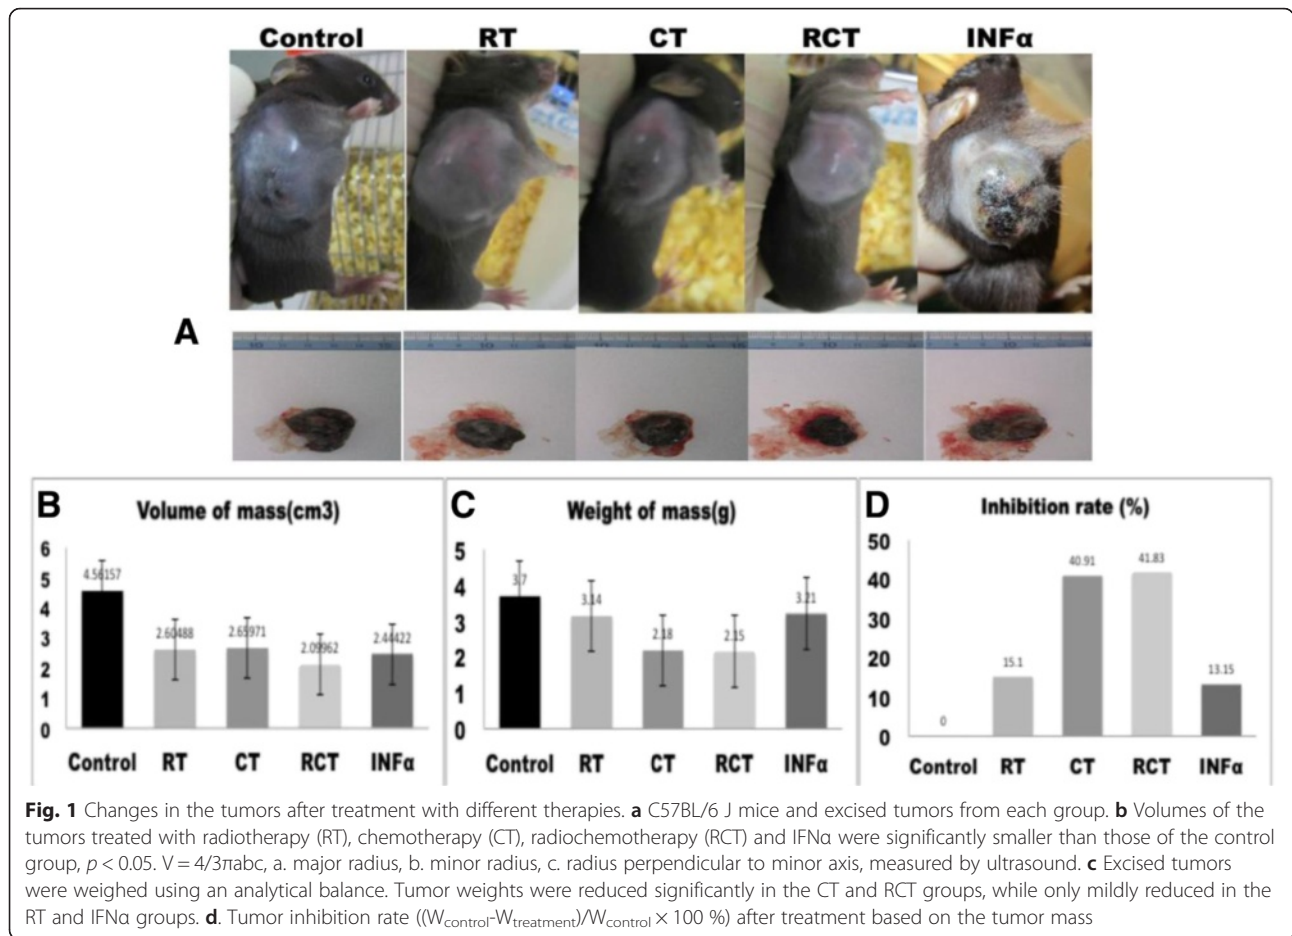 Control RT CT RCT INFα
A
B Volume of mass(cm3)
6
5
4
3
2
1
0
4.56157
2.60488
2.65971
2.09962
2.44422
Control RT CT RCT INFα
C Weight of mass(g)
5
4
3
2
1
0
3.7
3.14
2.18
2.15
3.21
Control RT CT RCT INFα
D Inhibition rate (%)
50
40
30
20
10
0
0
15.1
40.91
41.83
13.15
Control RT CT RCT INFα
Fig. 1 Changes in the tumors after treatment with different therapies. a C57BL/6 J mice and excised tumors from each group. b Volumes of the
tumors treated with radiotherapy (RT), chemotherapy (CT), radiochemotherapy (RCT) and IFNα were significantly smaller than those of the control
group, p < 0.05. V = 4/3πabc, a. major radius, b. minor radius, c. radius perpendicular to minor axis, measured by ultrasound. c Excised tumors
were weighed using an analytical balance. Tumor weights were reduced significantly in the CT and RCT groups, while only mildly reduced in the
RT and IFNα groups. d. Tumor inhibition rate ((Wcontrol-Wtreatment)/Wcontrol × 100 %) after treatment based on the tumor mass